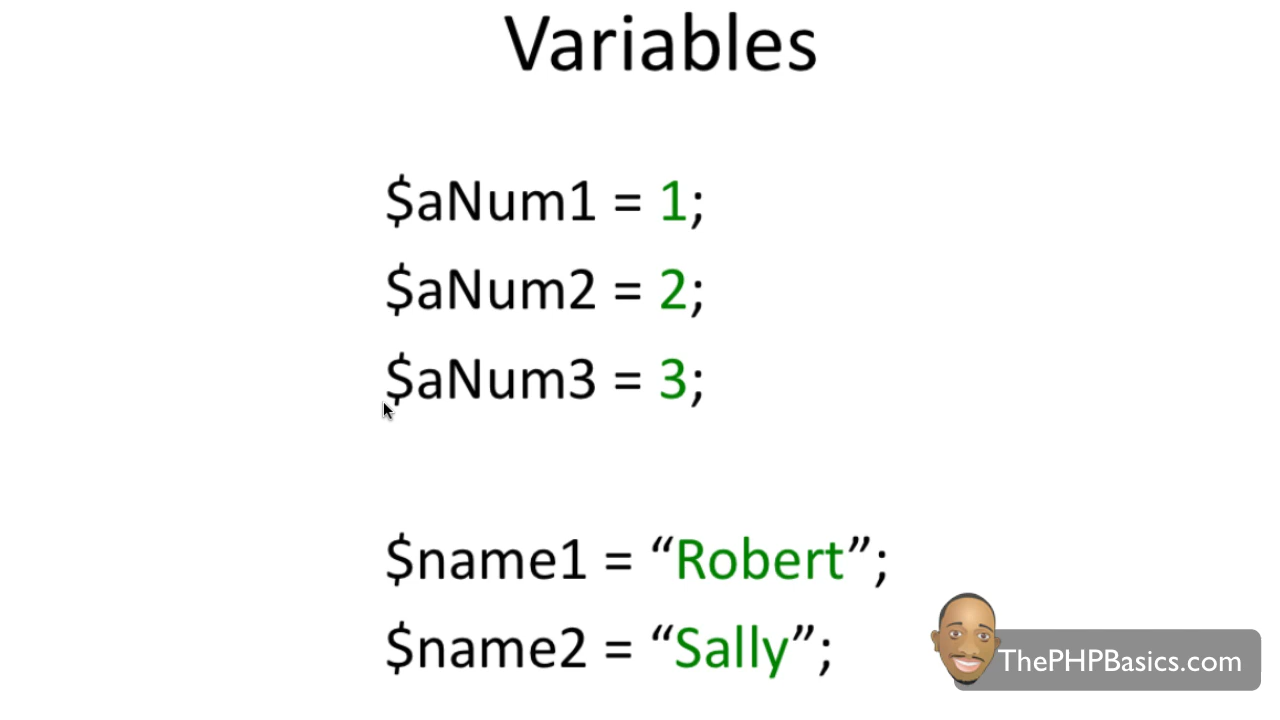 Variables
$aNum1 = 1;
$aNum2 = 2;
$aNum3 = 3;
$name1 = “Robert”;
$name2 = “Sally”;
ThePHPBasics.com